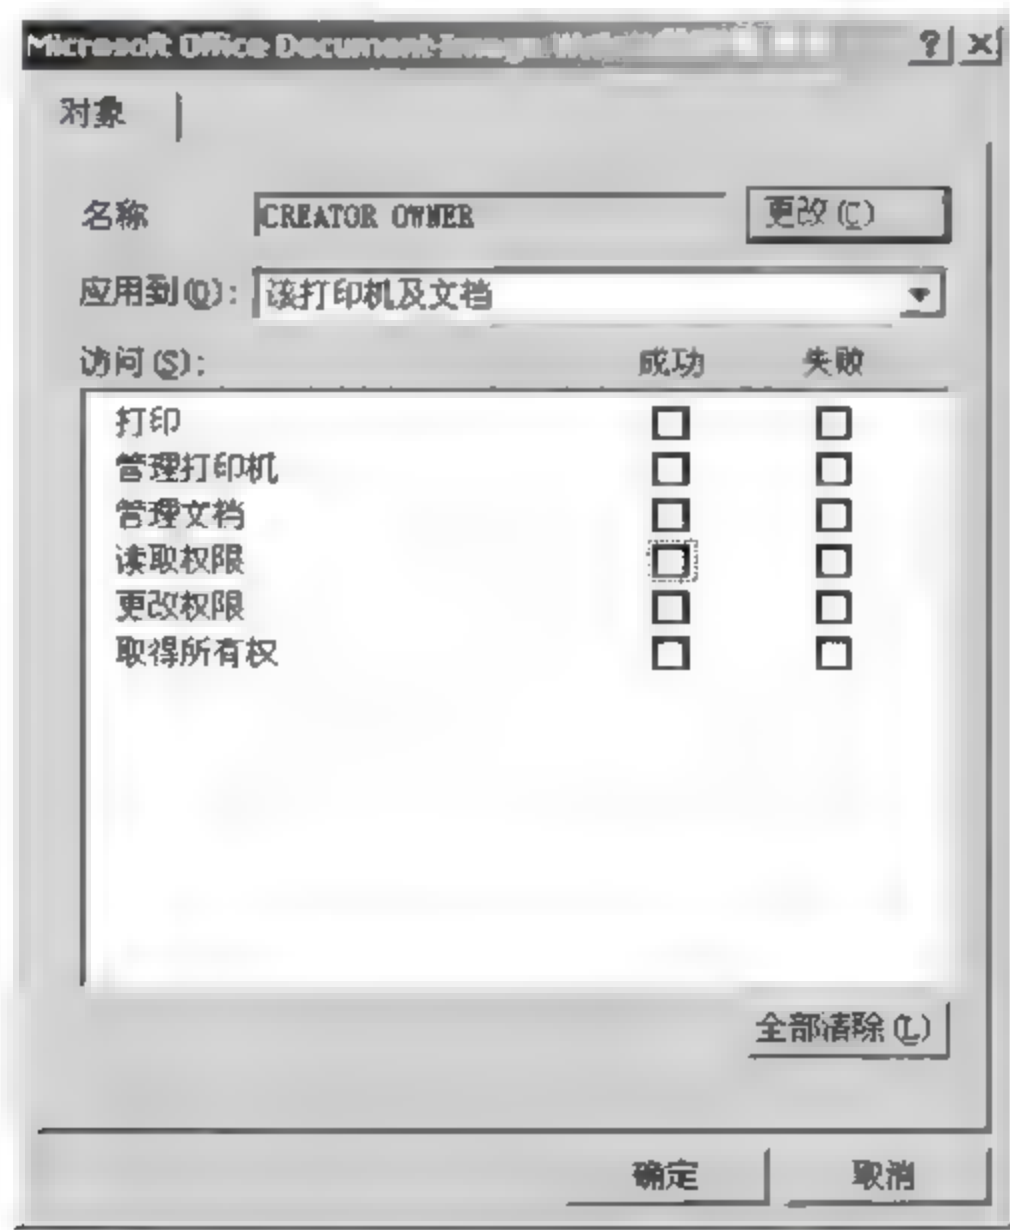 Microsoft Office Document Image
对象
名称 CREATOR OWNER 更改(C)
应用到(O): 该打印机及文档
访问(S): 成功 失败
打印
管理打印机
管理文档
读取权限
更改权限
取得所有权
全部清除(L)
确定 取消